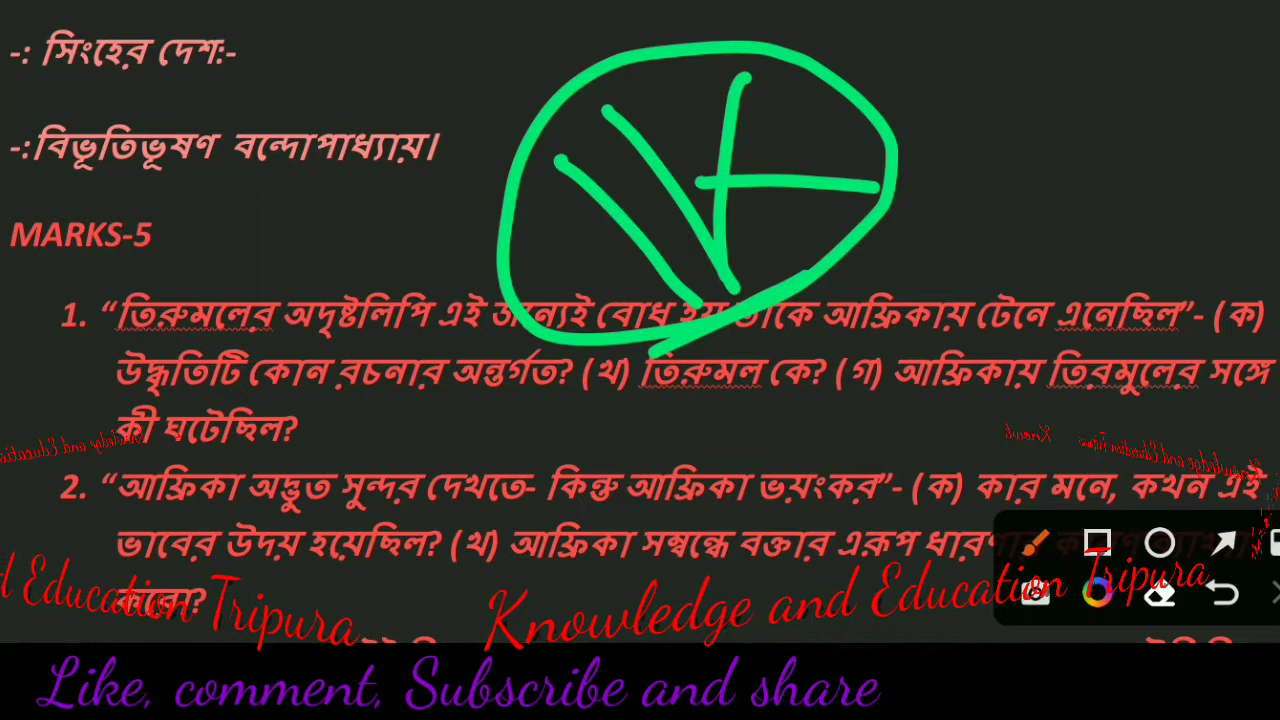 -: সিংহের দেশ:-
-:বিভূতিভূষণ বন্দোপাধ্যায়।
MARKS-5
1. “তিরুমলের অদৃষ্টলিপি এই জন্যেই বোধ হয় তাকে আফ্রিকায় টেনে এনেছিল”- (ক)
উদ্ধৃতিটি কোন রচনার অন্তর্গত? (খ) তিরুমল কে? (গ) আফ্রিকায় তিরমুলের সঙ্গে
কী ঘটেছিল?
2. “আফ্রিকা অদ্ভুত সুন্দর দেখতে- কিন্তু আফ্রিকা ভয়ংকর”- (ক) কার মনে, কখন এই
ভাবের উদয় হয়েছিল? (খ) আফ্রিকা সম্বন্ধে বক্তার এরূপ
করো?
d Education Tripura
Knowledge and Education Tripura
Like, comment, Subscribe and share